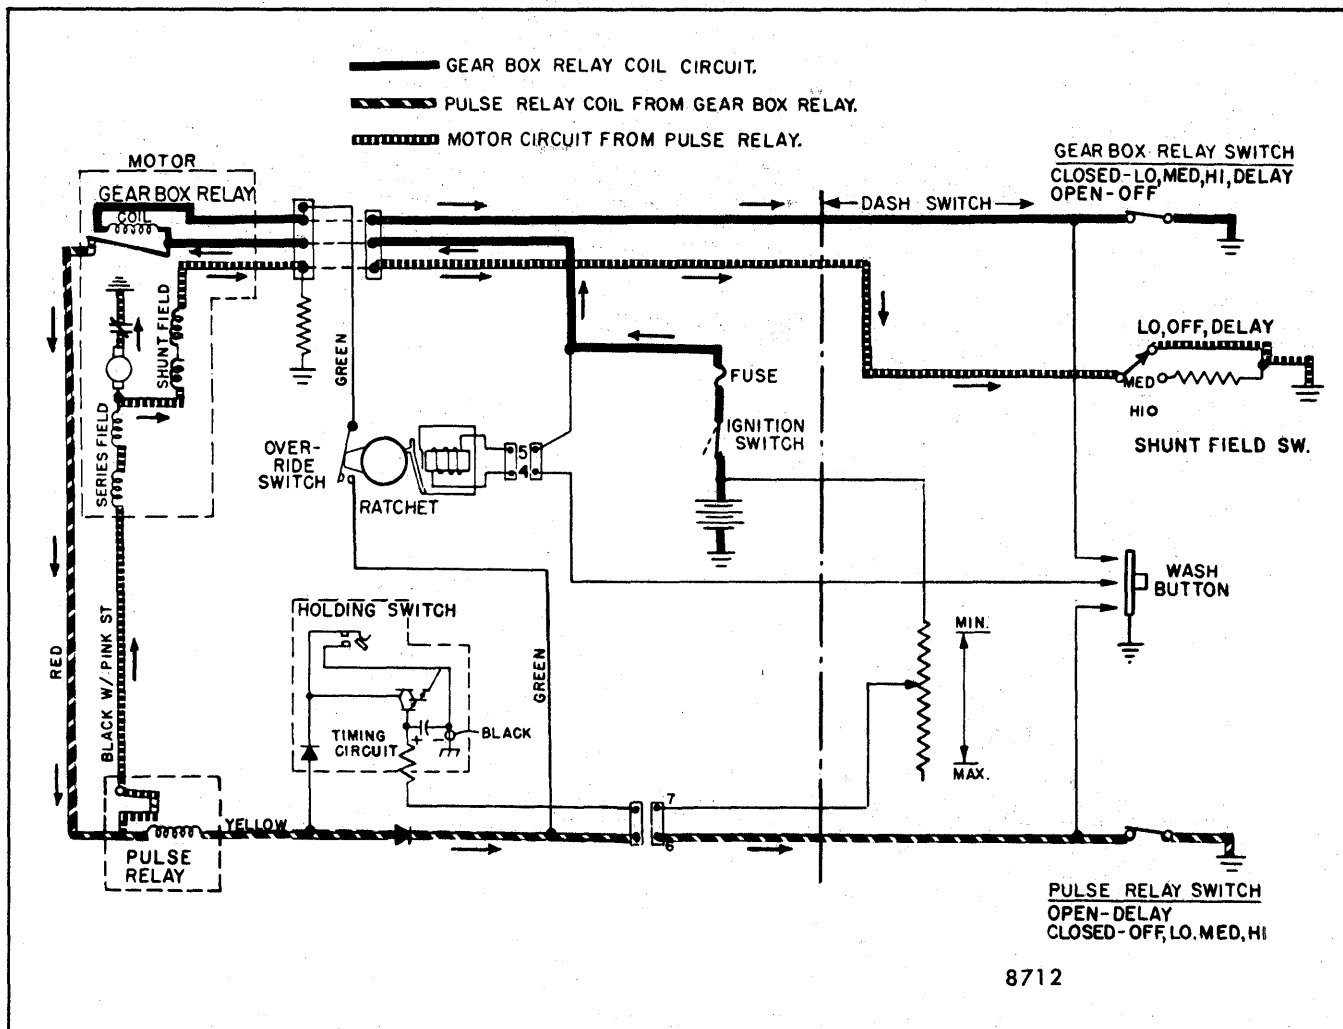 GEAR BOX RELAY COIL CIRCUIT.
PULSE RELAY COIL FROM GEAR BOX RELAY.
MOTOR CIRCUIT FROM PULSE RELAY.
MOTOR
GEAR BOX RELAY
COIL
GEAR BOX RELAY SWITCH
CLOSED-LO, MED, HI, DELAY
OPEN-OFF
DASH SWITCH
SHUNT FIELD
SERIES FIELD
GREEN
FUSE
IGNITION
SWITCH
LO, OFF, DELAY
MED
HI
SHUNT FIELD SW.
OVER-
RIDE
SWITCH
RATCHET
5
4
WASH
BUTTON
HOLDING SWITCH
TIMING
CIRCUIT
+
-
BLACK
GREEN
MIN.
MAX.
RED
BLACK W/ PINK ST
YELLOW
PULSE
RELAY
7
6
PULSE RELAY SWITCH
OPEN-DELAY
CLOSED-OFF, LO. MED, HI
8712